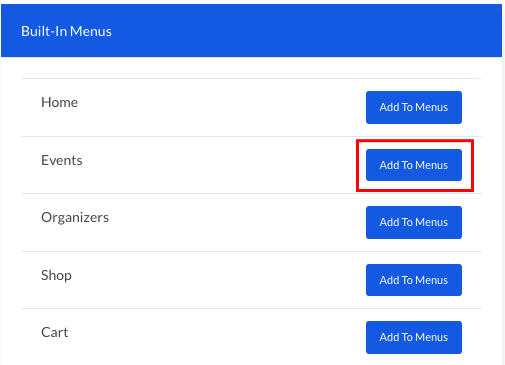 Built-In Menus
Home
Add To Menus
Events
Add To Menus
Organizers
Add To Menus
Shop
Add To Menus
Cart
Add To Menus